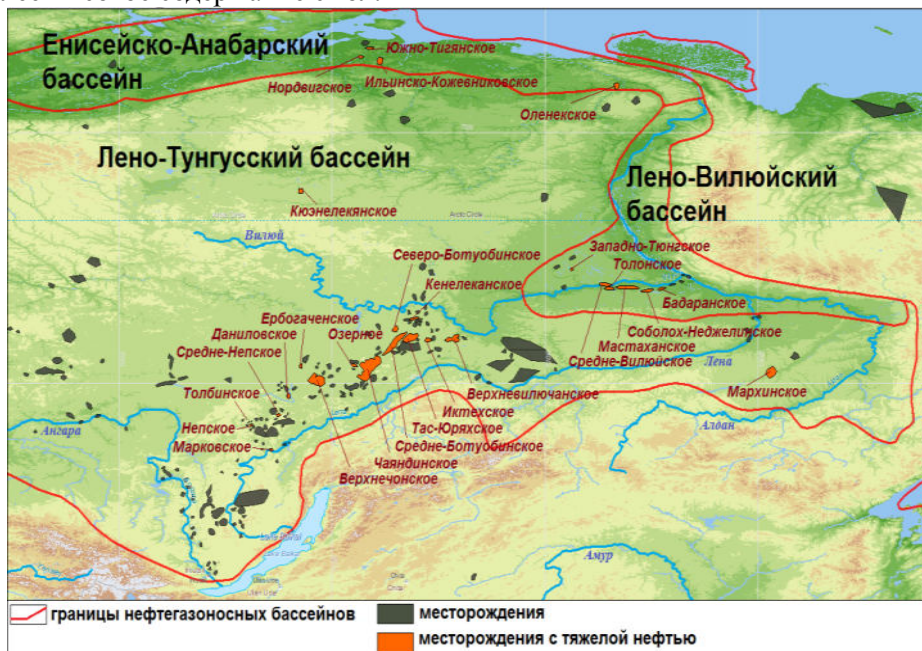 Енисейско-Анабарский
бассейн
Южно-Тигянское
Нордвигское
Ильинско-Кожевниковское
Оленекское
Лено-Тунгусский бассейн
Лено-Вилюйский
бассейн
Кюэнелекянское
Вилюй
Западно-Тюнгское
Толонское
Северо-Ботуобинское
Кенелеканское
Бадаранское
Ербогаченское
Даниловское
Озерное
Средне-Непское
Соболох-Неджелинское
Мастаханское
Средне-Вилюйское
Лена
Толбинское
Верхневилючанское
Мархинское
Непское
Иктехское
Ангара
Марковское
Тас-Юряхское
Алдан
Средне-Ботуобинское
Чаяндинское
Верхнечонское
Амур
границы нефтегазоносных бассейнов
месторождения
месторождения с тяжелой нефтью